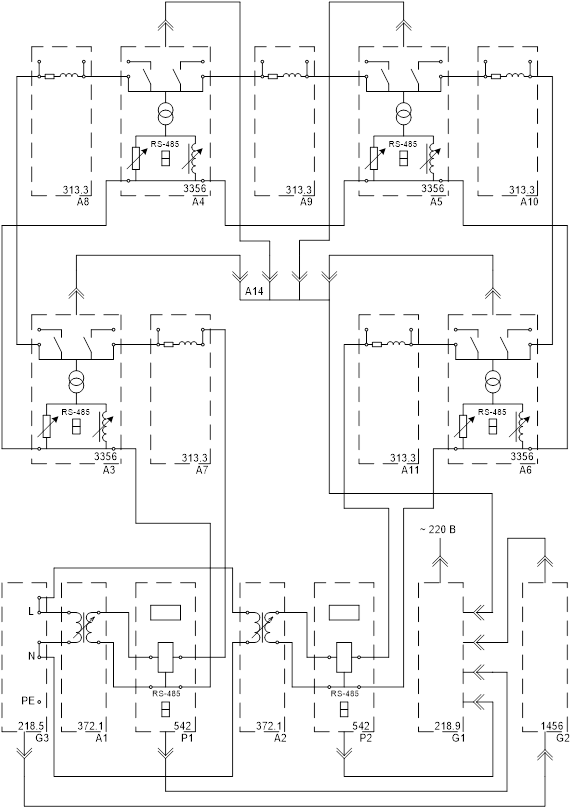 RS-485
RS-485
313.3
3356
313.3
3356
313.3
A8
A4
A9
A5
A10
A14
RS-485
RS-485
3356
313.3
313.3
3356
A3
A7
A11
A6
~ 220 В
L
N
PE
RS-485
RS-485
218.5
372.1
542
372.1
542
218.9
1456
G3
A1
P1
A2
P2
G1
G2